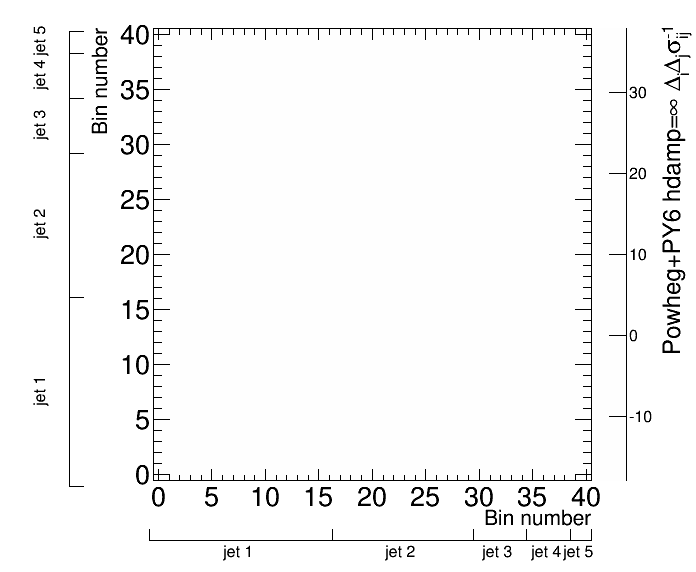 jet 5
jet 4
jet 3
jet 2
jet 1
Bin number
40
35
30
25
20
15
10
5
0
0 5 10 15 20 25 30 35 40
Bin number
jet 1 jet 2 jet 3 jet 4 jet 5
30
20
10
0
-10
Powheg+PY6 hdamp=∞ ΔᵢΔⱼσᵢⱼ⁻¹